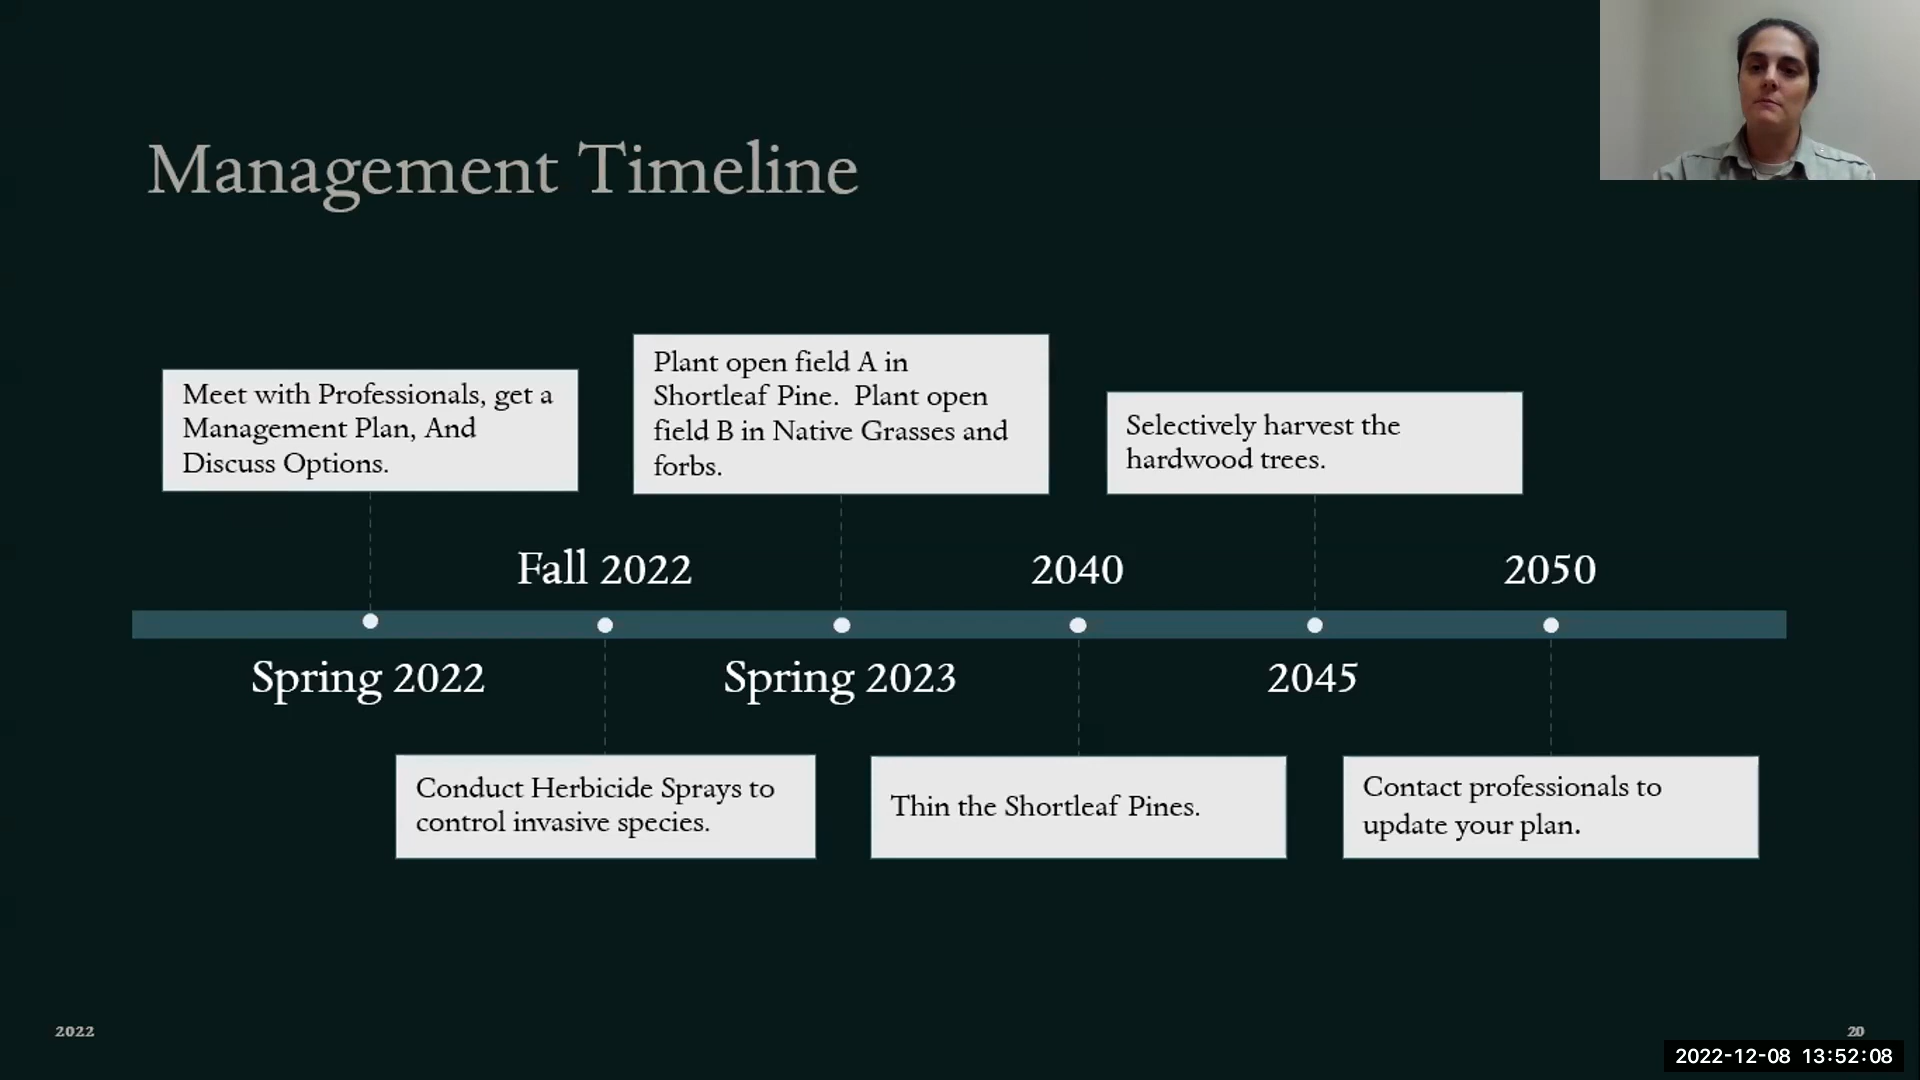 Management Timeline
Meet with Professionals, get a
Management Plan, And
Discuss Options.
Plant open field A in
Shortleaf Pine.  Plant open
field B in Native Grasses and
forbs.
Selectively harvest the
hardwood trees.
Fall 2022
2040
2050
Spring 2022
Spring 2023
2045
Conduct Herbicide Sprays to
control invasive species.
Thin the Shortleaf Pines.
Contact professionals to
update your plan.
2022
20
2022-12-08 13:52:08